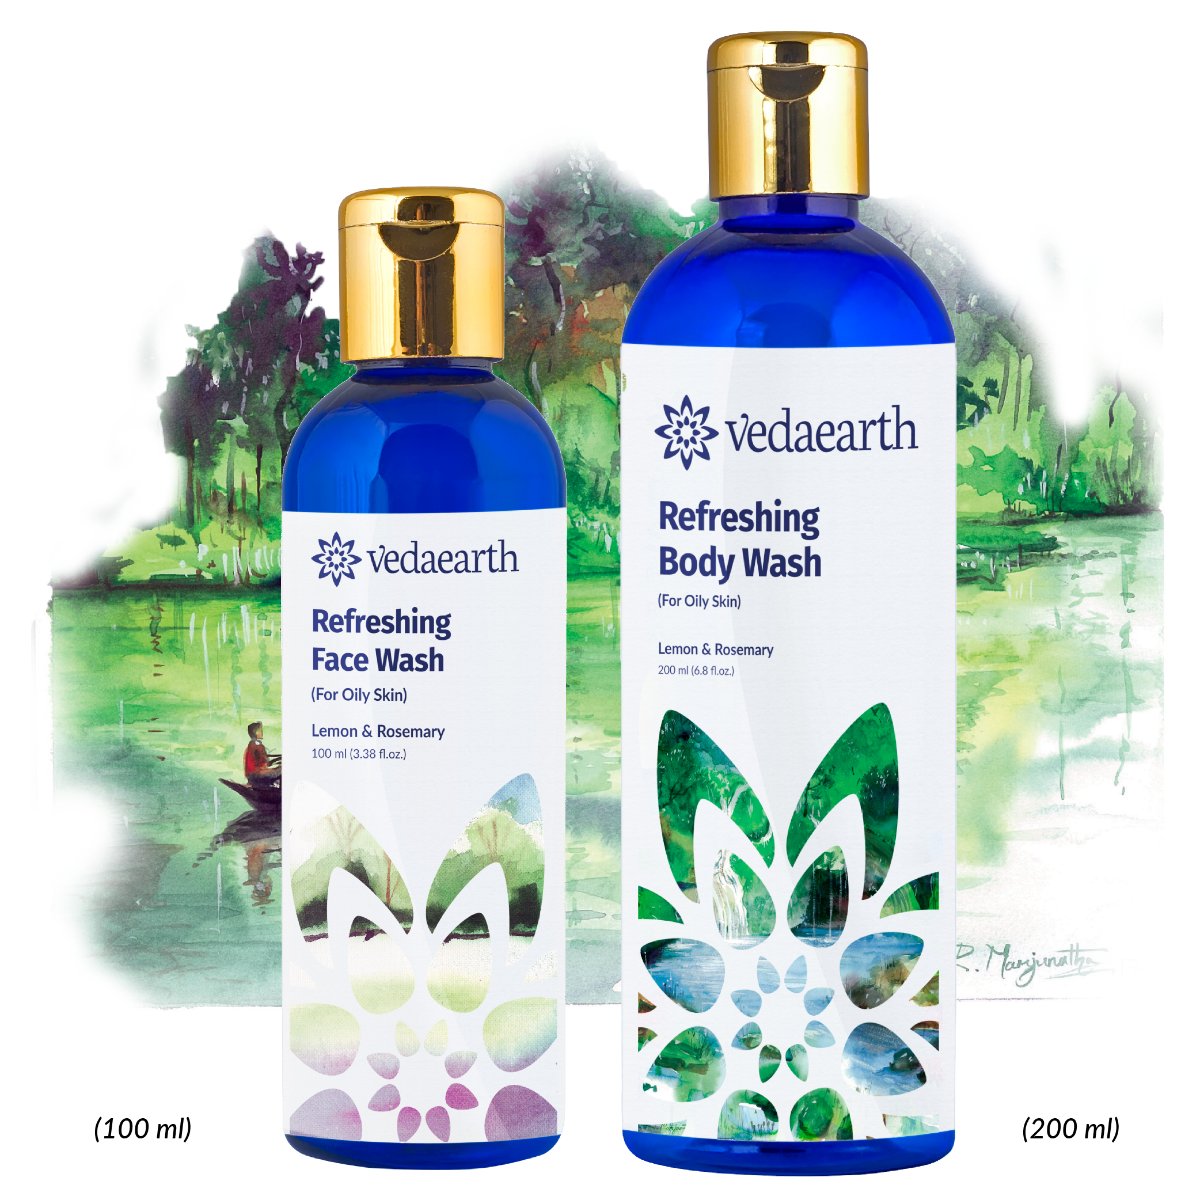 vedaearth
Refreshing
Face Wash
(For Oily Skin)
Lemon & Rosemary
100 ml (3.38 fl.oz.)
vedaearth
Refreshing
Body Wash
(For Oily Skin)
Lemon & Rosemary
200 ml (6.8 fl.oz.)
R. Manjunatha
(100 ml)
(200 ml)